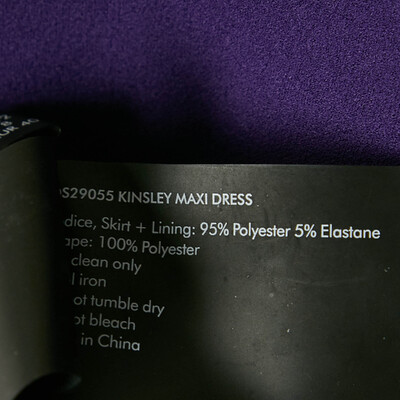 DS29055 KINSLEY MAXI DRESS
dice, Skirt + Lining: 95% Polyester 5% Elastane
ape: 100% Polyester
clean only
l iron
ot tumble dry
ot bleach
in China